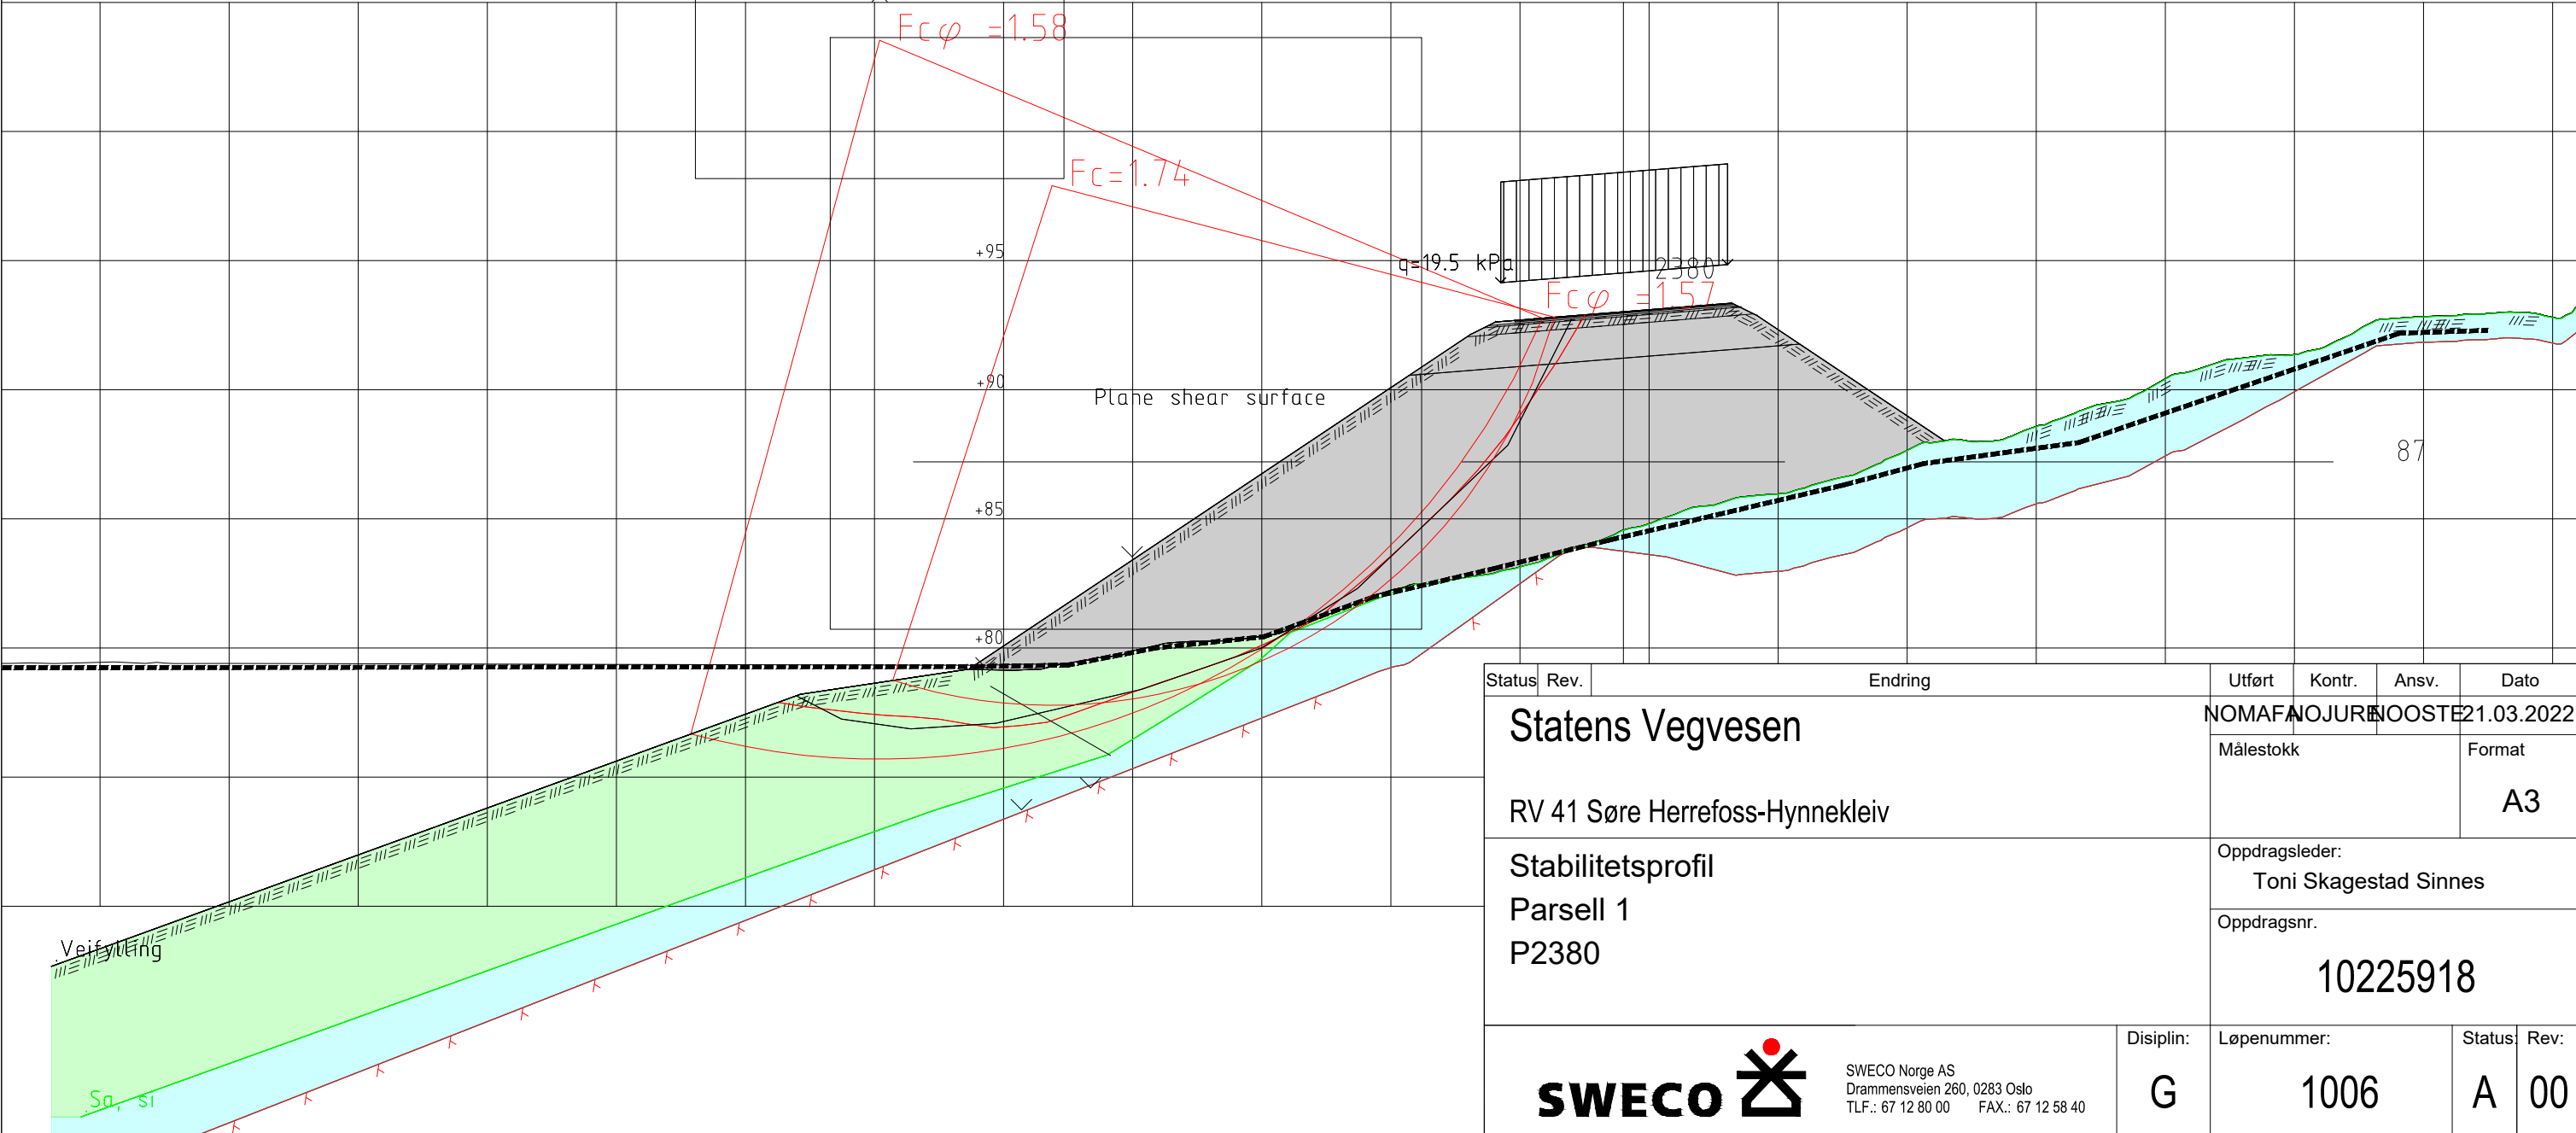 Fcφ =1.58
Fc=1.74
+95
q=19.5 kPa
2380
Fcφ =1.57
+90
Plane shear surface
87
+85
+80
Veifylling
Sa, si
Status Rev. Endring Utført Kontr. Ansv. Dato
NOMAFA NOJURE NOOSTE 21.03.2022
Statens Vegvesen
Målestokk
Format
A3
RV 41 Søre Herrefoss-Hynnekleiv
Stabilitetsprofil
Parsell 1
P2380
Oppdragsleder:
Toni Skagestad Sinnes
Oppdragsnr.
10225918
SWECO
SWECO Norge AS
Drammensveien 260, 0283 Oslo
TLF.: 67 12 80 00 FAX.: 67 12 58 40
Disiplin:
G
Løpenummer:
1006
Status:
A
Rev:
00